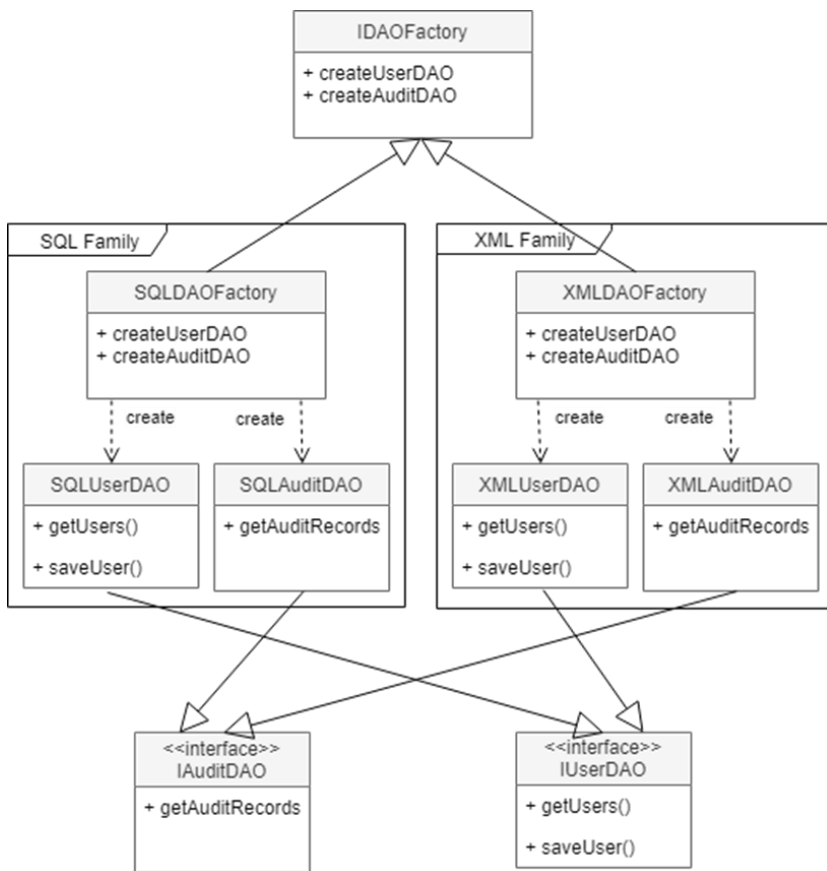 IDAOFactory
+ createUserDAO
+ createAuditDAO
SQL Family
XML Family
SQLDAOFactory
+ createUserDAO
+ createAuditDAO
XMLDAOFactory
+ createUserDAO
+ createAuditDAO
create
create
create
create
SQLUserDAO
+ getUsers()
+ saveUser()
SQLAuditDAO
+ getAuditRecords
XMLUserDAO
+ getUsers()
+ saveUser()
XMLAuditDAO
+ getAuditRecords
<<interface>>
IAuditDAO
+ getAuditRecords
<<interface>>
IUserDAO
+ getUsers()
+ saveUser()